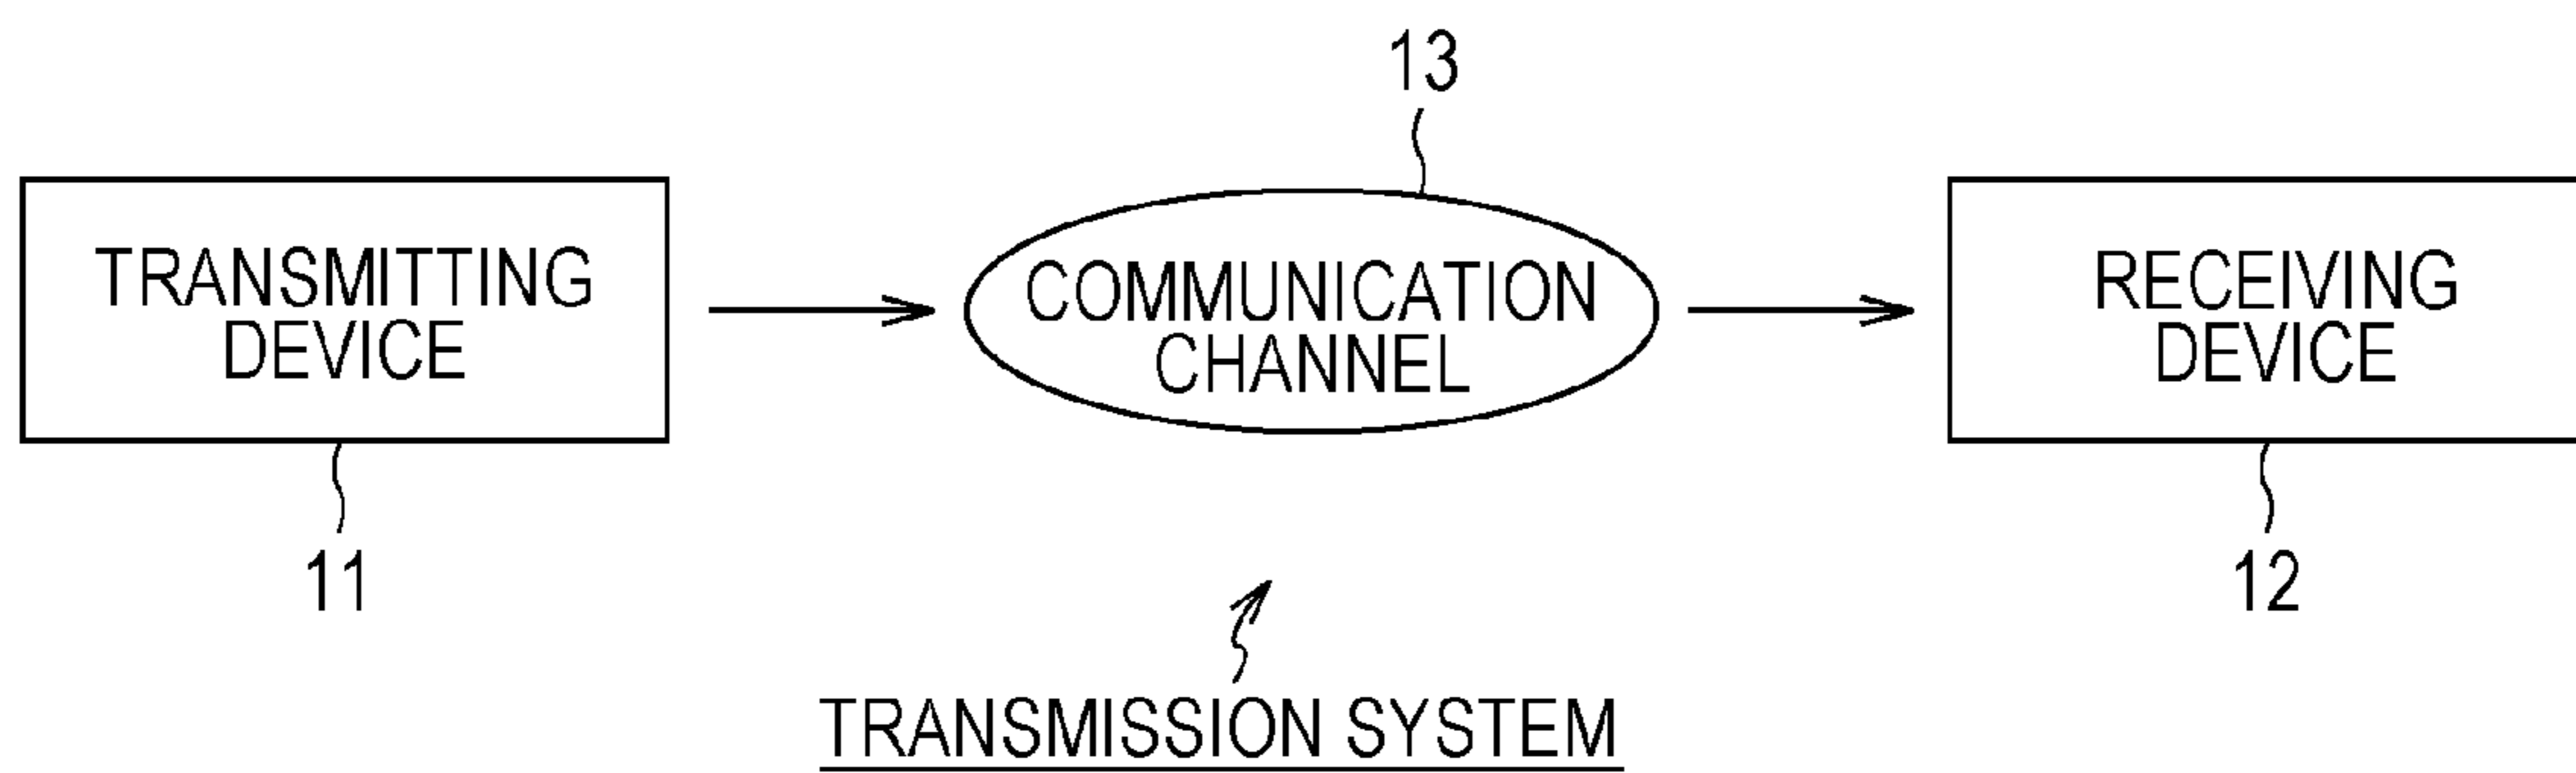 13
TRANSMITTING
DEVICE
COMMUNICATION
CHANNEL
RECEIVING
DEVICE
11
12
TRANSMISSION SYSTEM